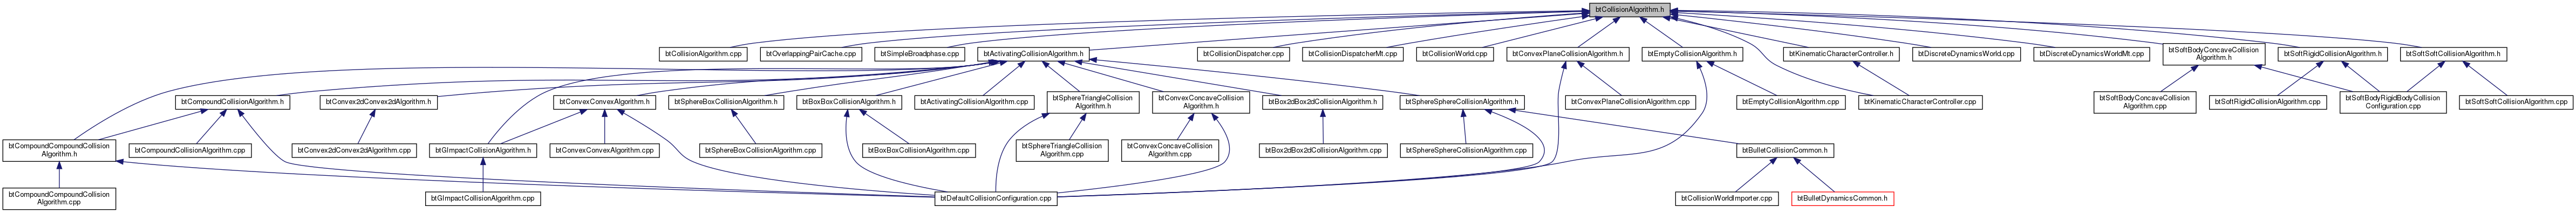 btCollisionAlgorithm.h
btCollisionAlgorithm.cpp
btOverlappingPairCache.cpp
btSimpleBroadphase.cpp
btActivatingCollisionAlgorithm.h
btCollisionDispatcher.cpp
btCollisionDispatcherMt.cpp
btCollisionWorld.cpp
btConvexPlaneCollisionAlgorithm.h
btEmptyCollisionAlgorithm.h
btKinematicCharacterController.h
btDiscreteDynamicsWorld.cpp
btDiscreteDynamicsWorldMt.cpp
btSoftBodyConcaveCollision
Algorithm.h
btSoftRigidCollisionAlgorithm.h
btSoftSoftCollisionAlgorithm.h
btCompoundCollisionAlgorithm.h
btConvex2dConvex2dAlgorithm.h
btConvexConvexAlgorithm.h
btSphereBoxCollisionAlgorithm.h
btBoxBoxCollisionAlgorithm.h
btActivatingCollisionAlgorithm.cpp
btSphereTriangleCollision
Algorithm.h
btConvexConcaveCollision
Algorithm.h
btBox2dBox2dCollisionAlgorithm.h
btSphereSphereCollisionAlgorithm.h
btConvexPlaneCollisionAlgorithm.cpp
btEmptyCollisionAlgorithm.cpp
btKinematicCharacterController.cpp
btSoftBodyConcaveCollision
Algorithm.cpp
btSoftRigidCollisionAlgorithm.cpp
btSoftBodyRigidBodyCollision
Configuration.cpp
btSoftSoftCollisionAlgorithm.cpp
btCompoundCompoundCollision
Algorithm.h
btCompoundCollisionAlgorithm.cpp
btConvex2dConvex2dAlgorithm.cpp
btGImpactCollisionAlgorithm.h
btConvexConvexAlgorithm.cpp
btSphereBoxCollisionAlgorithm.cpp
btBoxBoxCollisionAlgorithm.cpp
btSphereTriangleCollision
Algorithm.cpp
btConvexConcaveCollision
Algorithm.cpp
btBox2dBox2dCollisionAlgorithm.cpp
btSphereSphereCollisionAlgorithm.cpp
btBulletCollisionCommon.h
btCompoundCompoundCollision
Algorithm.cpp
btGImpactCollisionAlgorithm.cpp
btDefaultCollisionConfiguration.cpp
btCollisionWorldImporter.cpp
btBulletDynamicsCommon.h